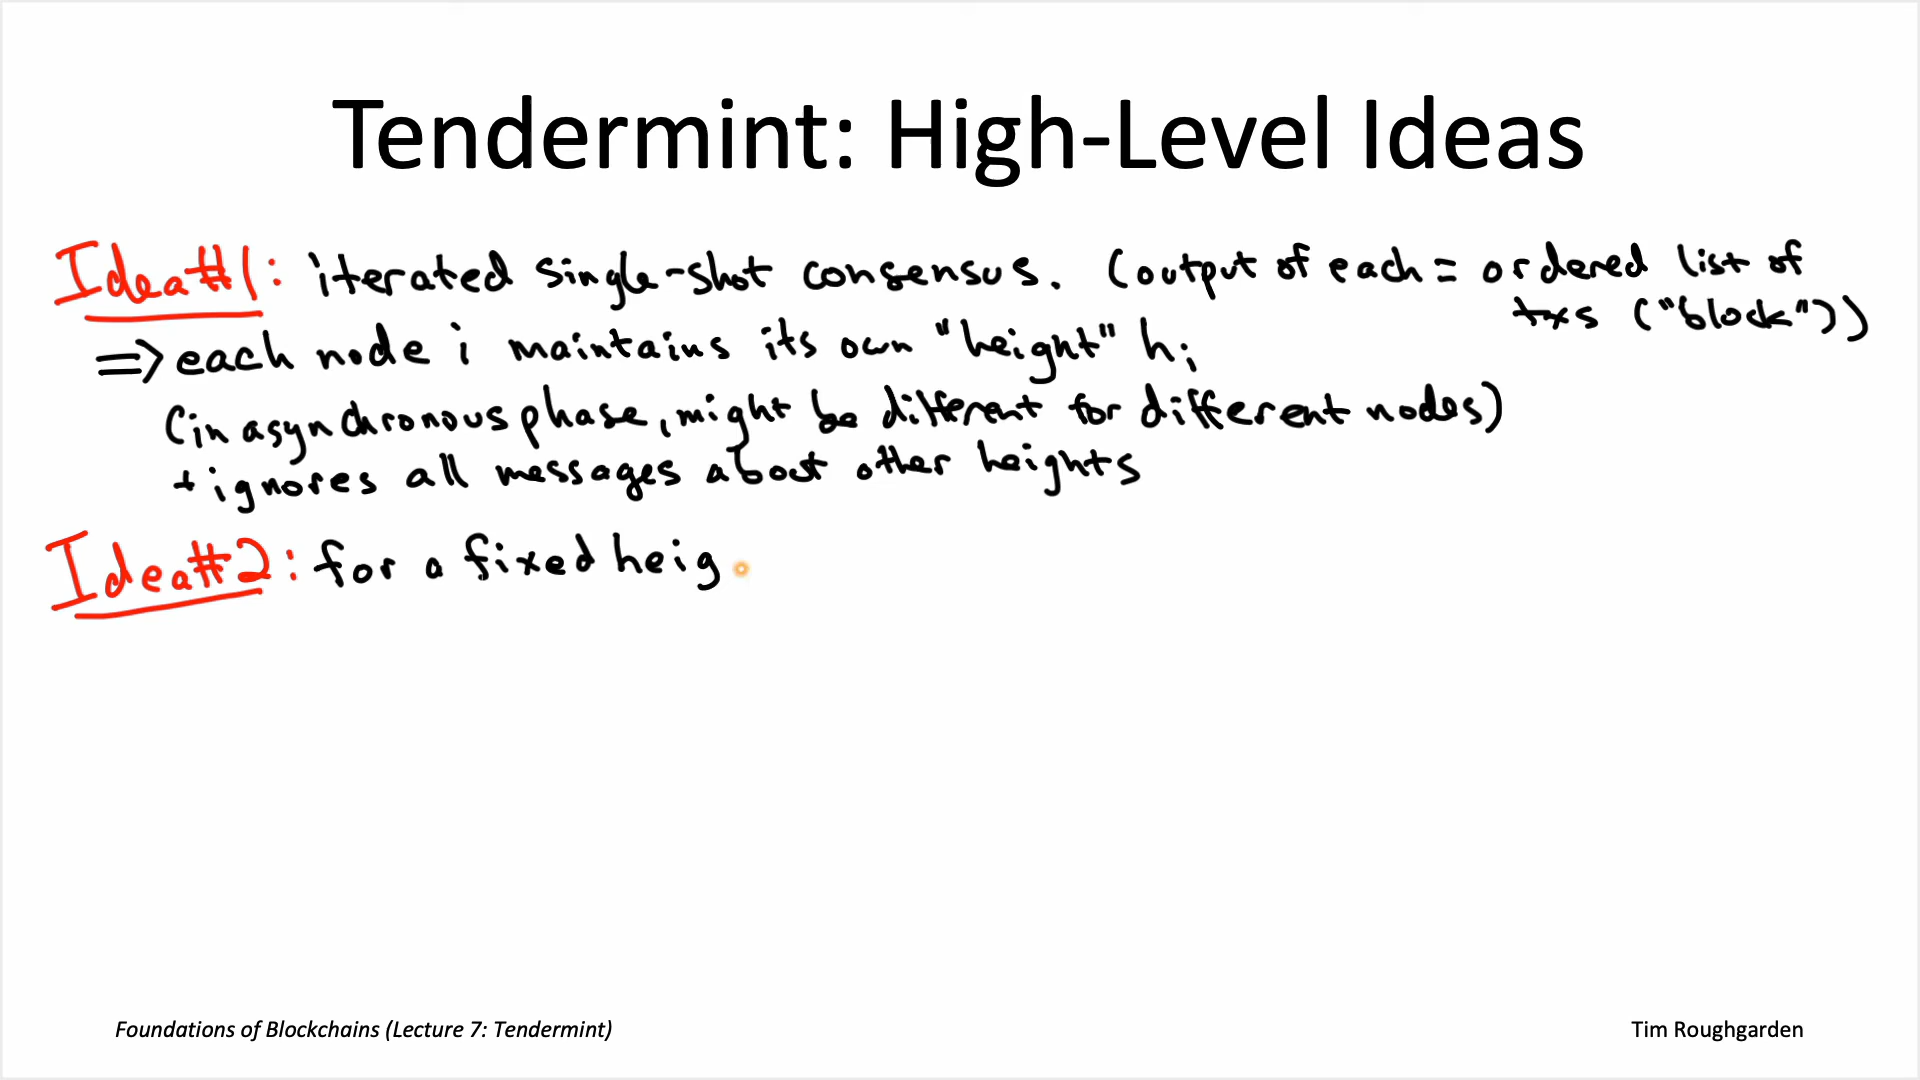 Tendermint: High-Level Ideas
Idea#1: iterated single-shot consensus. (output of each = ordered list of
txs ("block"))
=> each node i maintains its own "height" hi
(in asynchronous phase, might be different for different nodes)
+ ignores all messages about other heights
Idea#2: for a fixed heig
Foundations of Blockchains (Lecture 7: Tendermint)
Tim Roughgarden